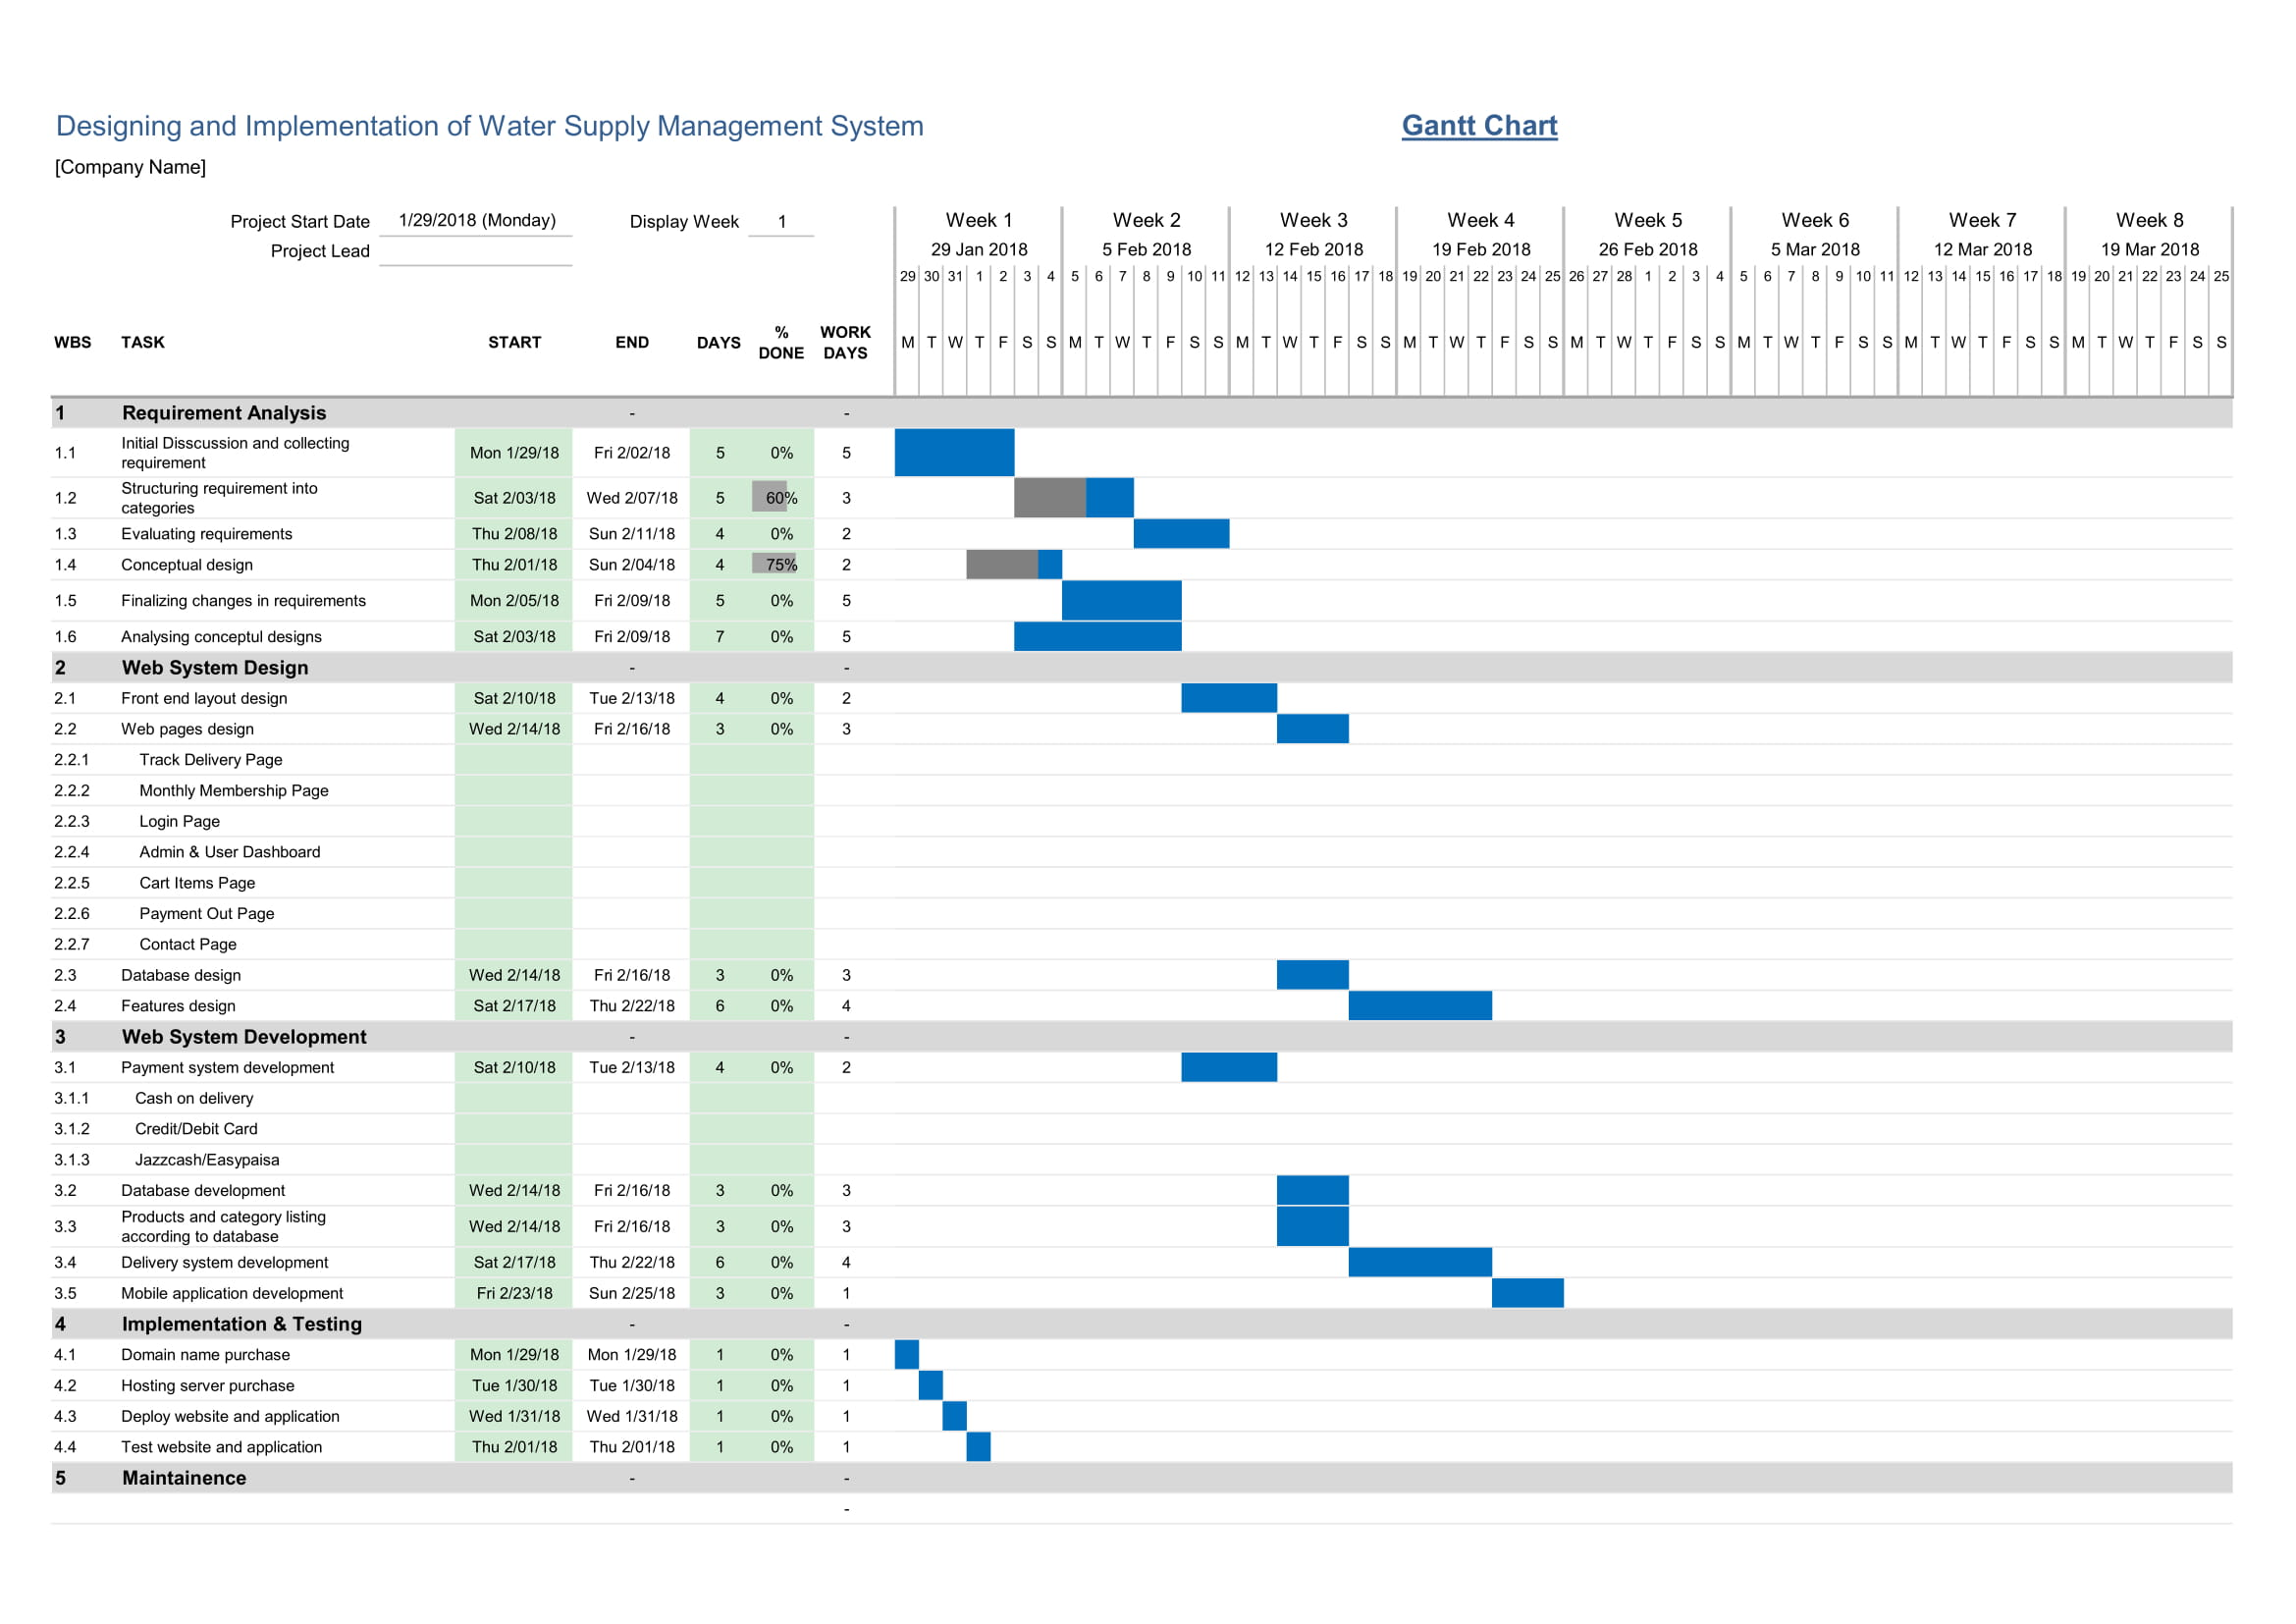 Designing and Implementation of Water Supply Management System
Gantt Chart
[Company Name]
Project Start Date 1/29/2018 (Monday) Display Week 1
Project Lead
Week 1 Week 2 Week 3 Week 4 Week 5 Week 6 Week 7 Week 8
29 Jan 2018 5 Feb 2018 12 Feb 2018 19 Feb 2018 26 Feb 2018 5 Mar 2018 12 Mar 2018 19 Mar 2018
29 30 31 1 2 3 4 5 6 7 8 9 10 11 12 13 14 15 16 17 18 19 20 21 22 23 24 25 26 27 28 1 2 3 4 5 6 7 8 9 10 11 12 13 14 15 16 17 18 19 20 21 22 23 24 25
WBS TASK START END DAYS % DONE WORK DAYS M T W T F S S M T W T F S S M T W T F S S M T W T F S S M T W T F S S M T W T F S S M T W T F S S M T W T F S S
1 Requirement Analysis - -
1.1 Initial Disscussion and collecting
requirement Mon 1/29/18 Fri 2/02/18 5 0% 5
1.2 Structuring requirement into
categories Sat 2/03/18 Wed 2/07/18 5 60% 3
1.3 Evaluating requirements Thu 2/08/18 Sun 2/11/18 4 0% 2
1.4 Conceptual design Thu 2/01/18 Sun 2/04/18 4 75% 2
1.5 Finalizing changes in requirements Mon 2/05/18 Fri 2/09/18 5 0% 5
1.6 Analysing conceptul designs Sat 2/03/18 Fri 2/09/18 7 0% 5
2 Web System Design - -
2.1 Front end layout design Sat 2/10/18 Tue 2/13/18 4 0% 2
2.2 Web pages design Wed 2/14/18 Fri 2/16/18 3 0% 3
2.2.1 Track Delivery Page
2.2.2 Monthly Membership Page
2.2.3 Login Page
2.2.4 Admin & User Dashboard
2.2.5 Cart Items Page
2.2.6 Payment Out Page
2.2.7 Contact Page
2.3 Database design Wed 2/14/18 Fri 2/16/18 3 0% 3
2.4 Features design Sat 2/17/18 Thu 2/22/18 6 0% 4
3 Web System Development - -
3.1 Payment system development Sat 2/10/18 Tue 2/13/18 4 0% 2
3.1.1 Cash on delivery
3.1.2 Credit/Debit Card
3.1.3 Jazzcash/Easypaisa
3.2 Database development Wed 2/14/18 Fri 2/16/18 3 0% 3
3.3 Products and category listing
according to database Wed 2/14/18 Fri 2/16/18 3 0% 3
3.4 Delivery system development Sat 2/17/18 Thu 2/22/18 6 0% 4
3.5 Mobile application development Fri 2/23/18 Sun 2/25/18 3 0% 1
4 Implementation & Testing - -
4.1 Domain name purchase Mon 1/29/18 Mon 1/29/18 1 0% 1
4.2 Hosting server purchase Tue 1/30/18 Tue 1/30/18 1 0% 1
4.3 Deploy website and application Wed 1/31/18 Wed 1/31/18 1 0% 1
4.4 Test website and application Thu 2/01/18 Thu 2/01/18 1 0% 1
5 Maintainence - -
-